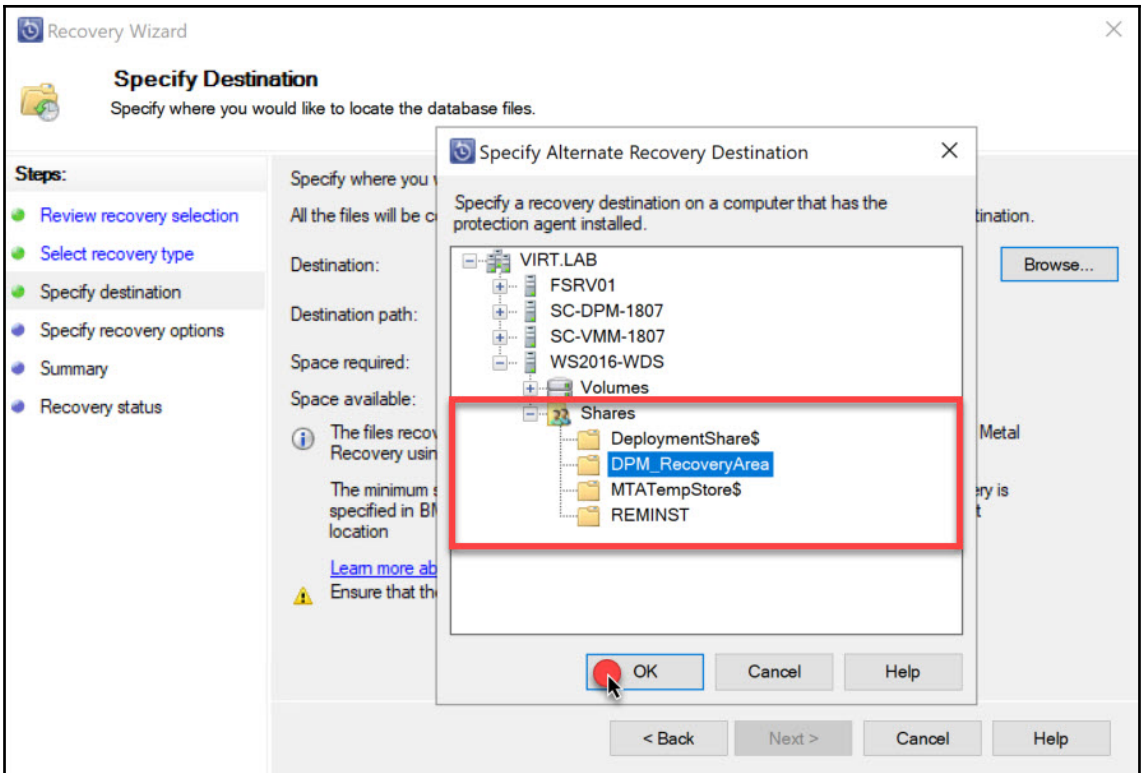 Recovery Wizard
Specify Destination
Specify where you would like to locate the database files.
Steps:
Review recovery selection
Select recovery type
Specify destination
Specify recovery options
Summary
Recovery status
Specify where you
All the files will be
tination.
Destination:
Browse...
Destination path:
Space required:
Space available:
The files
Metal
Recovery
The minimum
ery is
specified in
location
Learn more
Ensure that
Specify Alternate Recovery Destination
Specify a recovery destination on a computer that has the
protection agent installed.
VIRT.LAB
FSRV01
SC-DPM-1807
SC-VMM-1807
WS2016-WDS
Volumes
Shares
DeploymentShare$
DPM_RecoveryArea
MTATempStore$
REMINST
OK
Cancel
Help
< Back
Next >
Cancel
Help